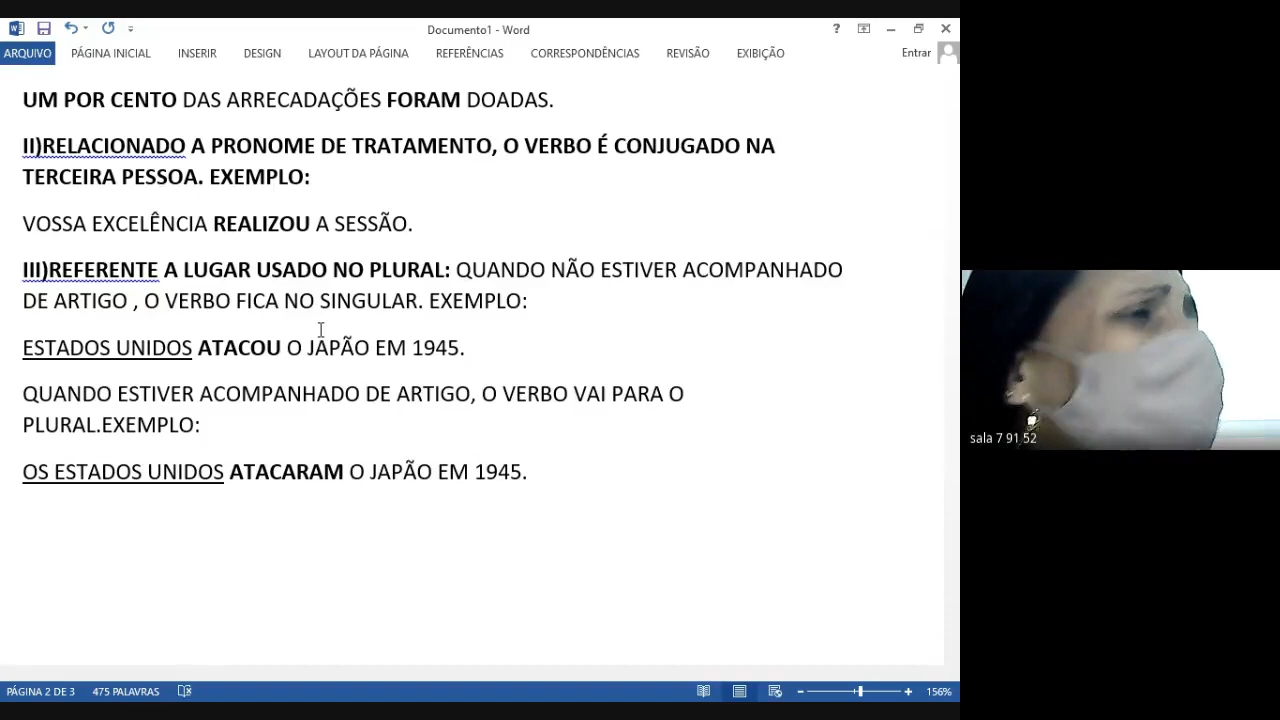 Documento1 - Word
?
ARQUIVO PÁGINA INICIAL INSERIR DESIGN LAYOUT DA PÁGINA REFERÊNCIAS CORRESPONDÊNCIAS REVISÃO EXIBIÇÃO Entrar
UM POR CENTO DAS ARRECADAÇÕES FORAM DOADAS.
II)RELACIONADO A PRONOME DE TRATAMENTO, O VERBO É CONJUGADO NA
TERCEIRA PESSOA. EXEMPLO:
VOSSA EXCELÊNCIA REALIZOU A SESSÃO.
III)REFERENTE A LUGAR USADO NO PLURAL: QUANDO NÃO ESTIVER ACOMPANHADO
DE ARTIGO , O VERBO FICA NO SINGULAR. EXEMPLO:
ESTADOS UNIDOS ATACOU O JAPÃO EM 1945.
QUANDO ESTIVER ACOMPANHADO DE ARTIGO, O VERBO VAI PARA O
PLURAL.EXEMPLO:
OS ESTADOS UNIDOS ATACARAM O JAPÃO EM 1945.
sala 7 91 52
PÁGINA 2 DE 3 475 PALAVRAS 156%